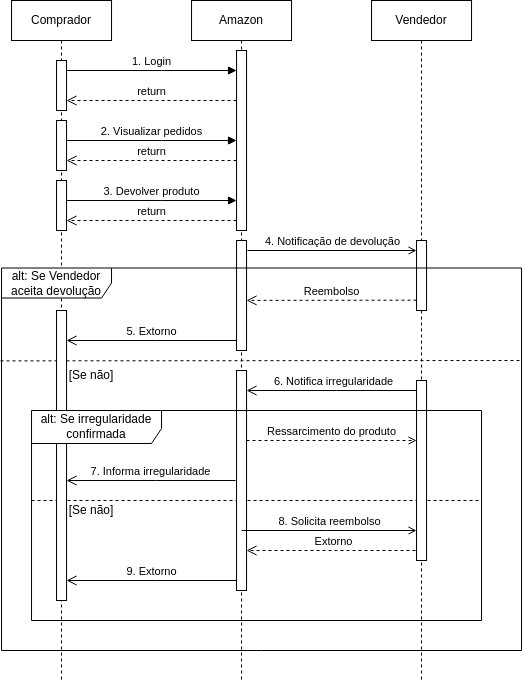 Comprador
Amazon
Vendedor
1. Login
return
2. Visualizar pedidos
return
3. Devolver produto
return
4. Notificação de devolução
alt: Se Vendedor
aceita devolução
Reembolso
5. Extorno
[Se não]
6. Notifica irregularidade
alt: Se irregularidade
confirmada
Ressarcimento do produto
7. Informa irregularidade
[Se não]
8. Solicita reembolso
Extorno
9. Extorno